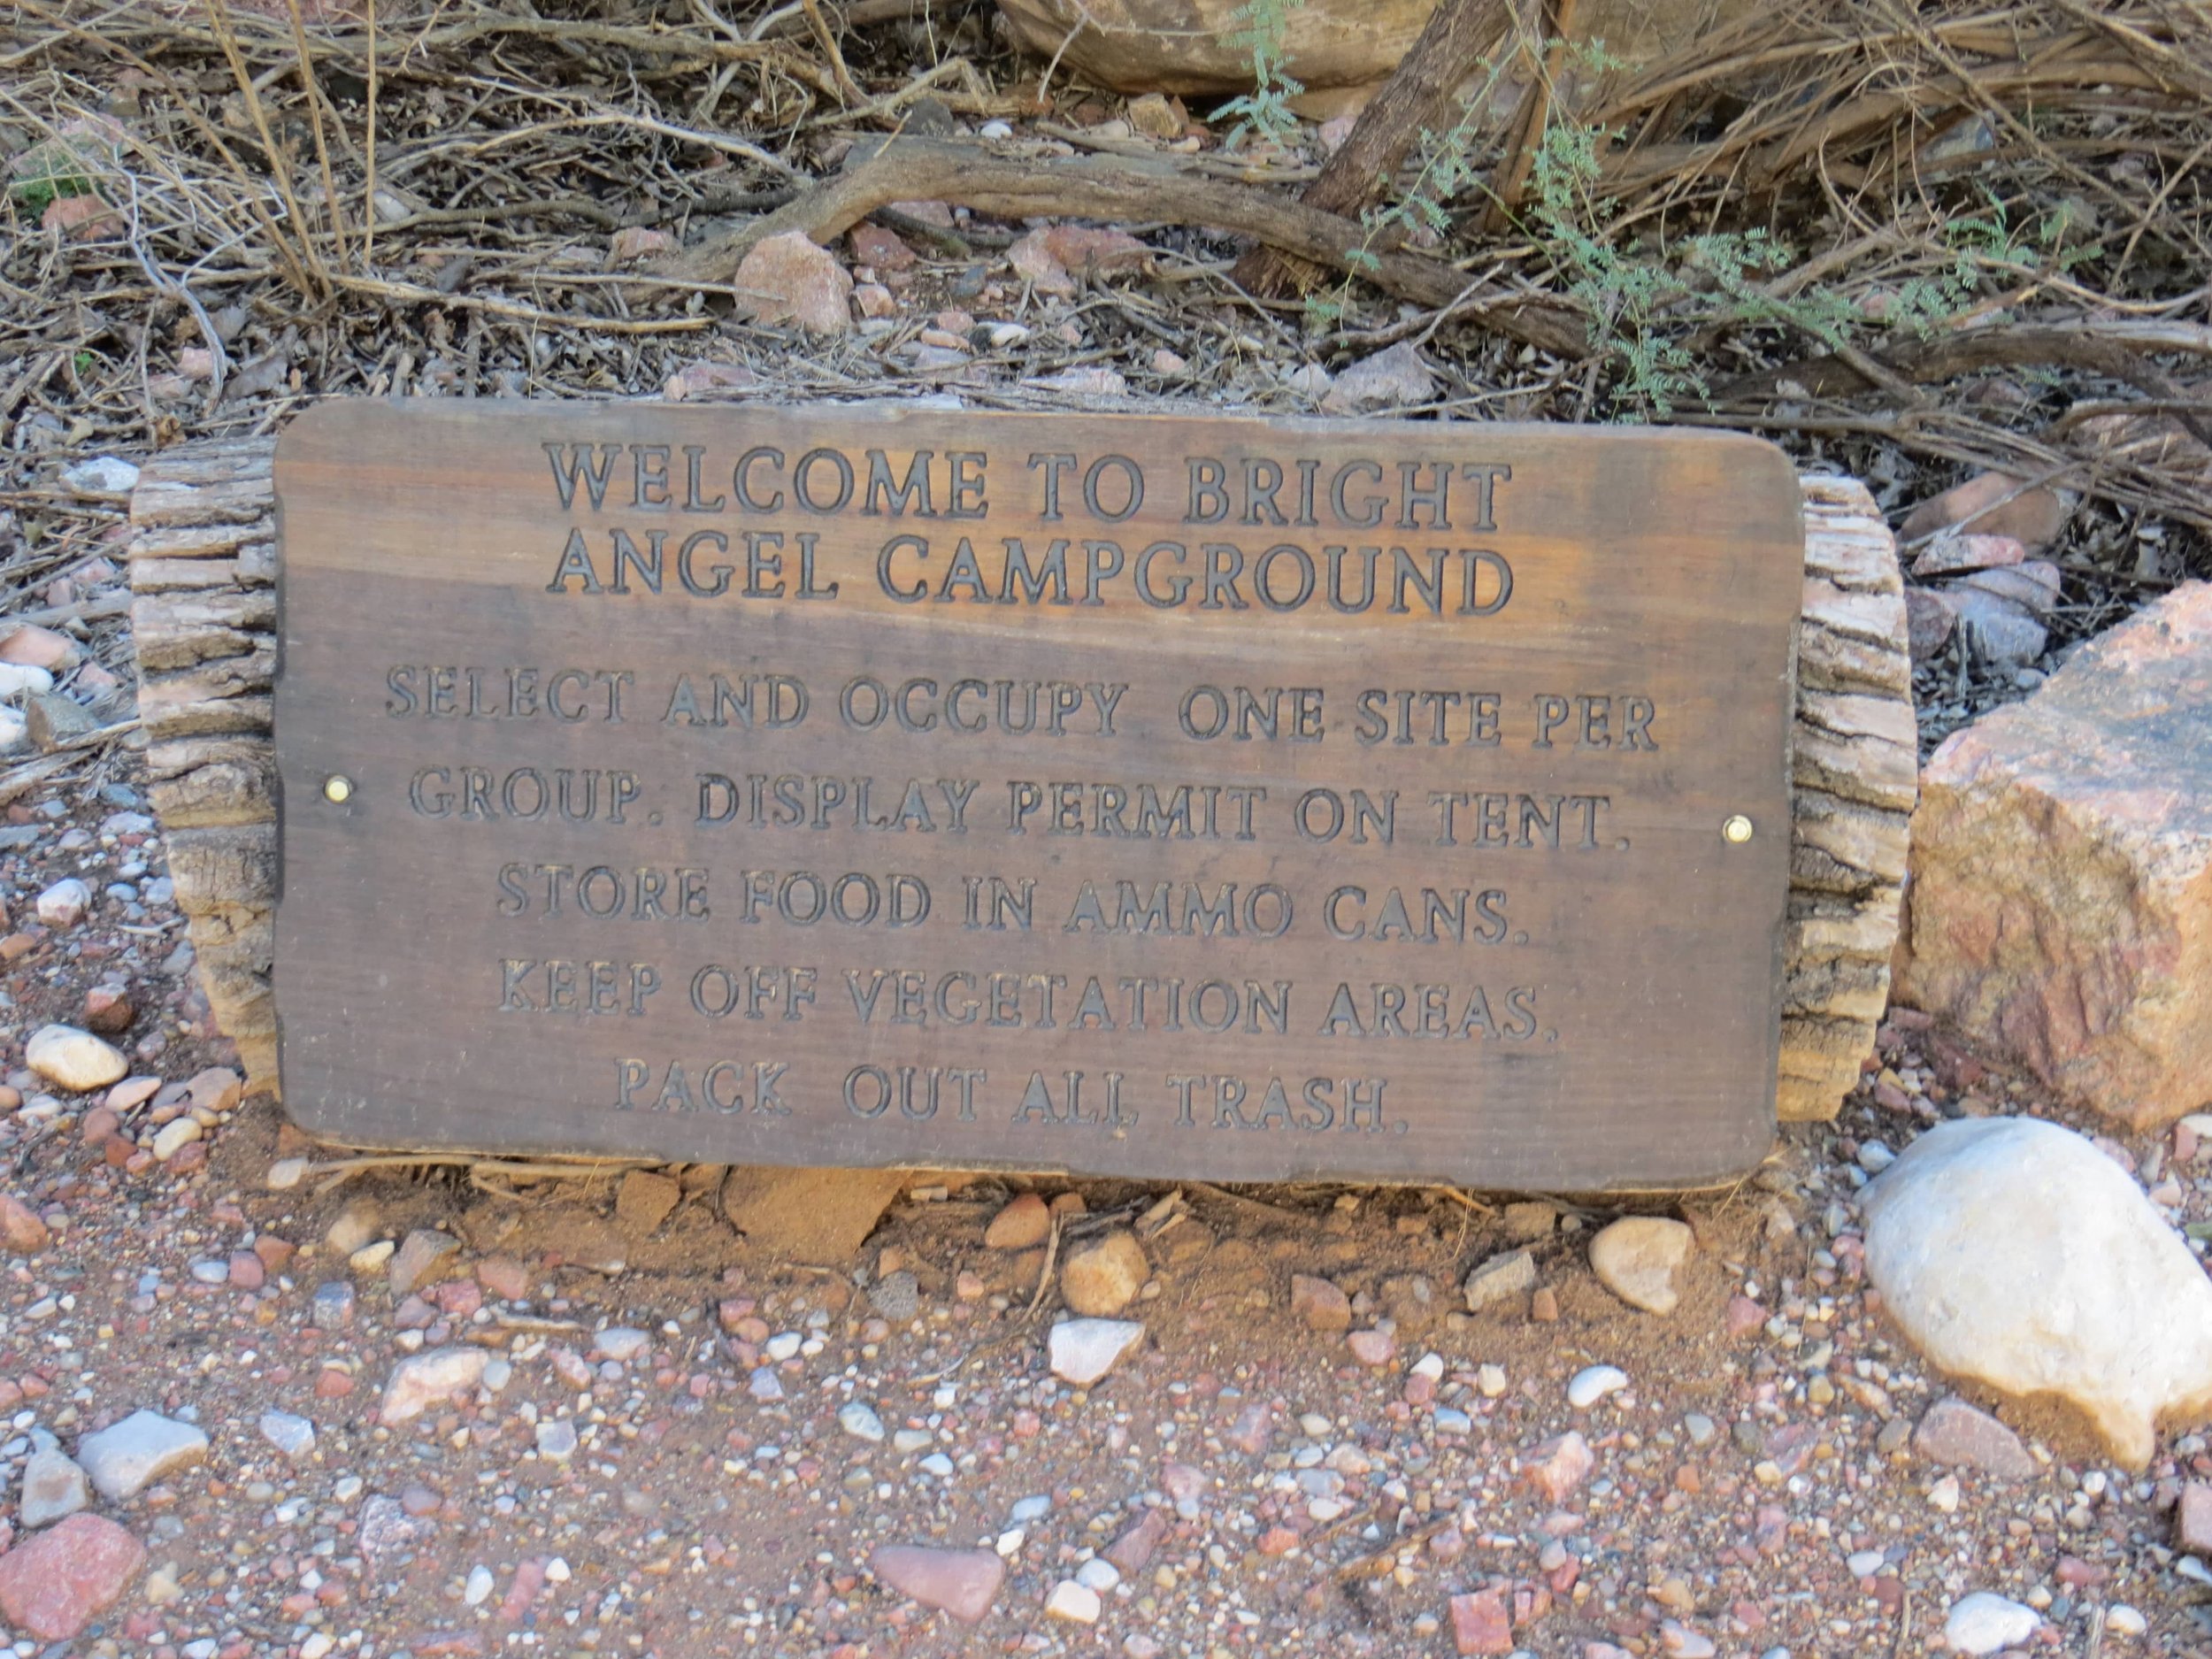 WELCOME TO BRIGHT
ANGEL CAMPGROUND
SELECT AND OCCUPY ONE SITE PER
GROUP. DISPLAY PERMIT ON TENT.
STORE FOOD IN AMMO CANS.
KEEP OFF VEGETATION AREAS.
PACK OUT ALL TRASH.